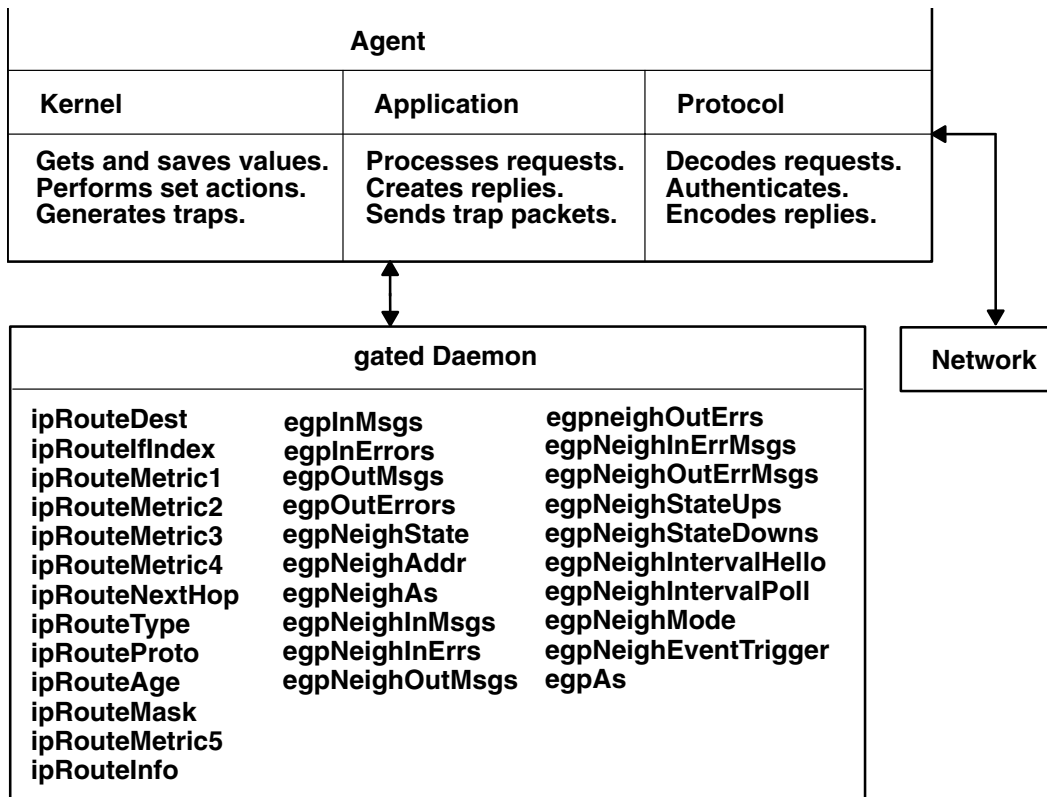 Agent
Kernel
Gets and saves values.
Performs set actions.
Generates traps.
Application
Processes requests.
Creates replies.
Sends trap packets.
Protocol
Decodes requests.
Authenticates.
Encodes replies.
Network
gated Daemon
ipRouteDest
ipRouteIfIndex
ipRouteMetric1
ipRouteMetric2
ipRouteMetric3
ipRouteMetric4
ipRouteNextHop
ipRouteType
ipRouteProto
ipRouteAge
ipRouteMask
ipRouteMetric5
ipRouteInfo
egpInMsgs
egpInErrors
egpOutMsgs
egpOutErrors
egpNeighState
egpNeighAddr
egpNeighAs
egpNeighInMsgs
egpNeighInErrs
egpNeighOutMsgs
egpneighOutErrs
egpNeighInErrMsgs
egpNeighOutErrMsgs
egpNeighStateUps
egpNeighStateDowns
egpNeighIntervalHello
egpNeighIntervalPoll
egpNeighMode
egpNeighEventTrigger
egpAs